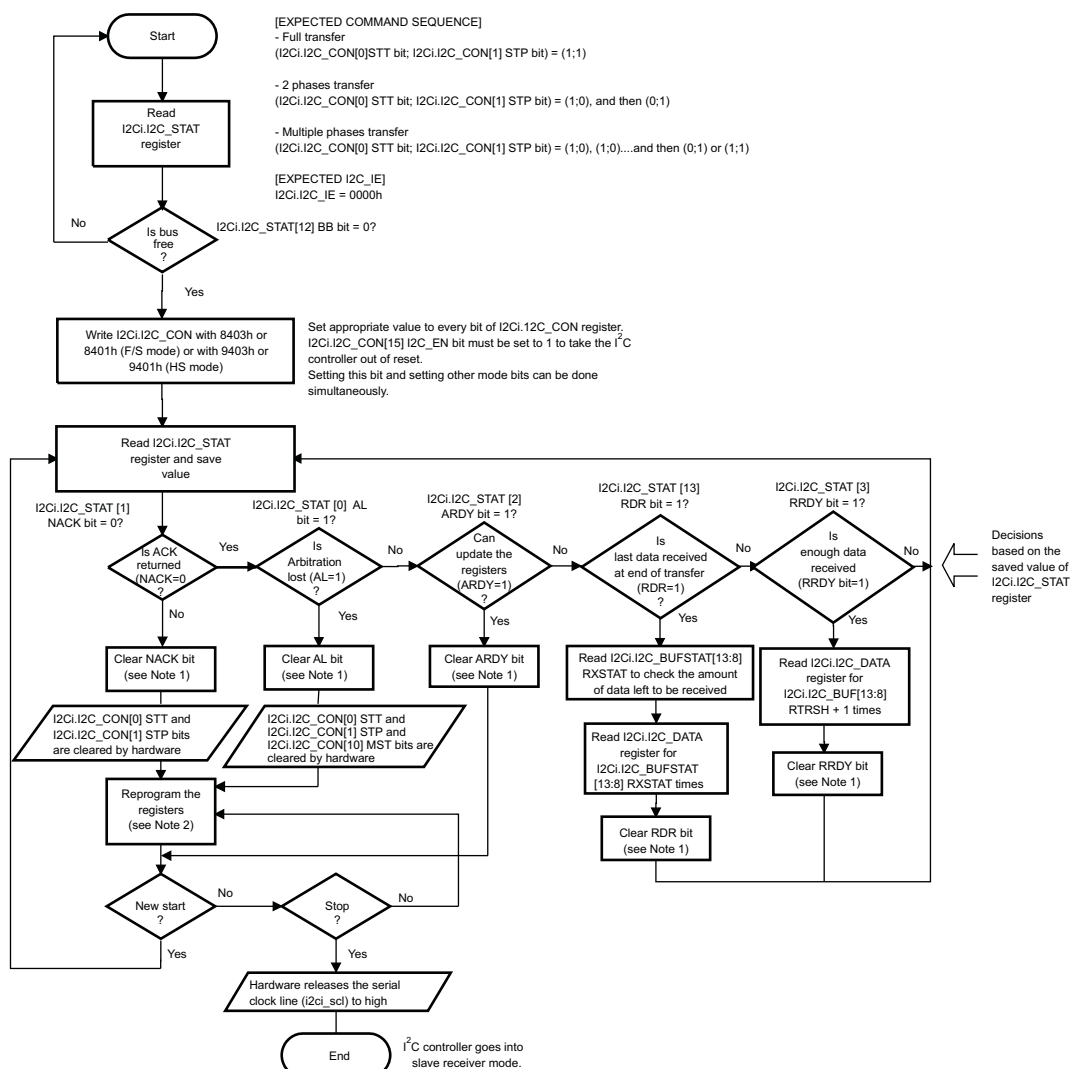 Start
[EXPECTED COMMAND SEQUENCE]
- Full transfer
(I2Ci.I2C_CON[0]STT bit; I2Ci.I2C_CON[1] STP bit) = (1;1)
- 2 phases transfer
(I2Ci.I2C_CON[0] STT bit; I2Ci.I2C_CON[1] STP bit) = (1;0), and then (0;1)
- Multiple phases transfer
(I2Ci.I2C_CON[0] STT bit; I2Ci.I2C_CON[1] STP bit) = (1;0), (1;0)....and then (0;1) or (1;1)
[EXPECTED I2C_IE]
I2Ci.I2C_IE = 0000h
Read
I2Ci.I2C_STAT
register
No
Is bus
free
?
I2Ci.I2C_STAT[12] BB bit = 0?
Yes
Write I2Ci.I2C_CON with 8403h or
8401h (F/S mode) or with 9403h or
9401h (HS mode)
Set appropriate value to every bit of I2Ci.12C_CON register.
I2Ci.I2C_CON[15] I2C_EN bit must be set to 1 to take the I2C
controller out of reset.
Setting this bit and setting other mode bits can be done
simultaneously.
Read I2Ci.I2C_STAT
register and save
value
I2Ci.I2C_STAT [1]
NACK bit = 0?
Is ACK
returned
(NACK=0
?
Yes
No
I2Ci.I2C_STAT [0] AL
bit = 1?
Is
Arbitration
lost (AL=1)
?
No
Yes
I2Ci.I2C_STAT [2]
ARDY bit = 1?
Can
update the
registers
(ARDY=1)
?
No
Yes
I2Ci.I2C_STAT [13]
RDR bit = 1?
Is
last data received
at end of transfer
(RDR=1)
?
No
Yes
I2Ci.I2C_STAT [3]
RRDY bit = 1?
Is
enough data
received
(RRDY bit=1)
?
No
Yes
Decisions
based on the
saved value of
I2Ci.I2C_STAT
register
Clear NACK bit
(see Note 1)
Clear AL bit
(see Note 1)
Clear ARDY bit
(see Note 1)
Read I2Ci.I2C_BUFSTAT[13:8]
RXSTAT to check the amount
of data left to be received
Read I2Ci.I2C_DATA
register for
I2Ci.I2C_BUF[13:8]
RTRSH + 1 times
I2Ci.I2C_CON[0] STT and
I2Ci.I2C_CON[1] STP bits
are cleared by hardware
I2Ci.I2C_CON[0] STT and
I2Ci.I2C_CON[1] STP and
I2Ci.I2C_CON[10] MST bits are
cleared by hardware
Read I2Ci.I2C_DATA
register for
I2Ci.I2C_BUFSTAT
[13:8] RXSTAT times
Clear RRDY bit
(see Note 1)
Reprogram the
registers
(see Note 2)
Clear RDR bit
(see Note 1)
New start
?
No
Yes
Stop
?
No
Yes
Hardware releases the serial
clock line (i2ci_scl) to high
End
I2C controller goes into
slave receiver mode.